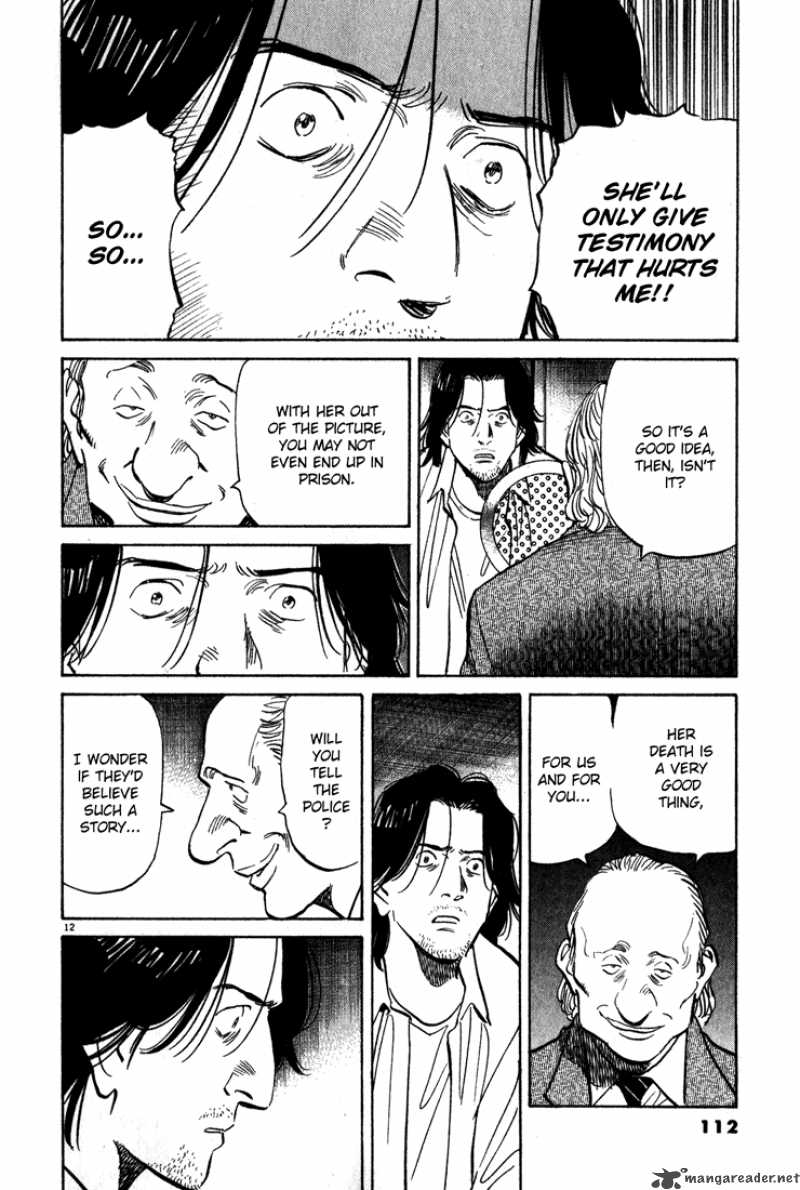 SHE'LL
ONLY GIVE
TESTIMONY
THAT HURTS
ME!!
SO...
SO...
SO IT'S A
GOOD IDEA,
THEN, ISN'T
IT?
WITH HER OUT
OF THE PICTURE,
YOU MAY NOT
EVEN END UP IN
PRISON.
HER
DEATH IS
A VERY
GOOD
THING,
FOR US
AND FOR
YOU...
WILL
YOU
TELL
THE
POLICE
?
I WONDER
IF THEY'D
BELIEVE
SUCH A
STORY...
12
112
mangareader.net